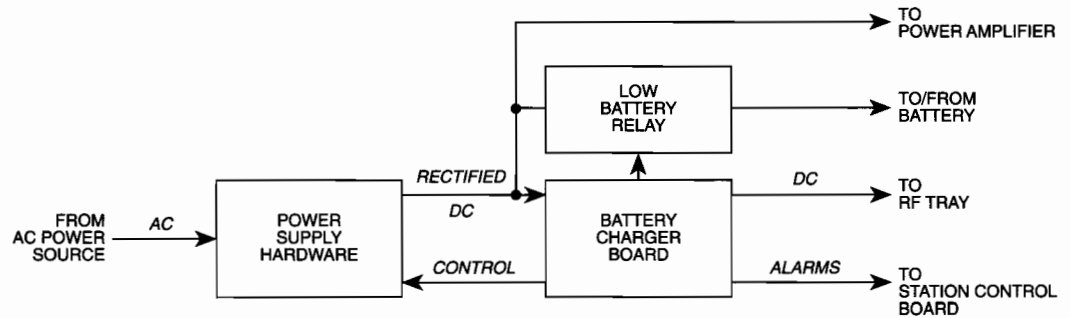 TO
POWER AMPLIFIER
LOW
BATTERY
RELAY
TO/FROM
BATTERY
RECTIFIED
DC
DC
TO
RF TRAY
FROM
AC POWER
SOURCE
AC
POWER
SUPPLY
HARDWARE
BATTERY
CHARGER
BOARD
CONTROL
ALARMS
TO
STATION CONTROL
BOARD